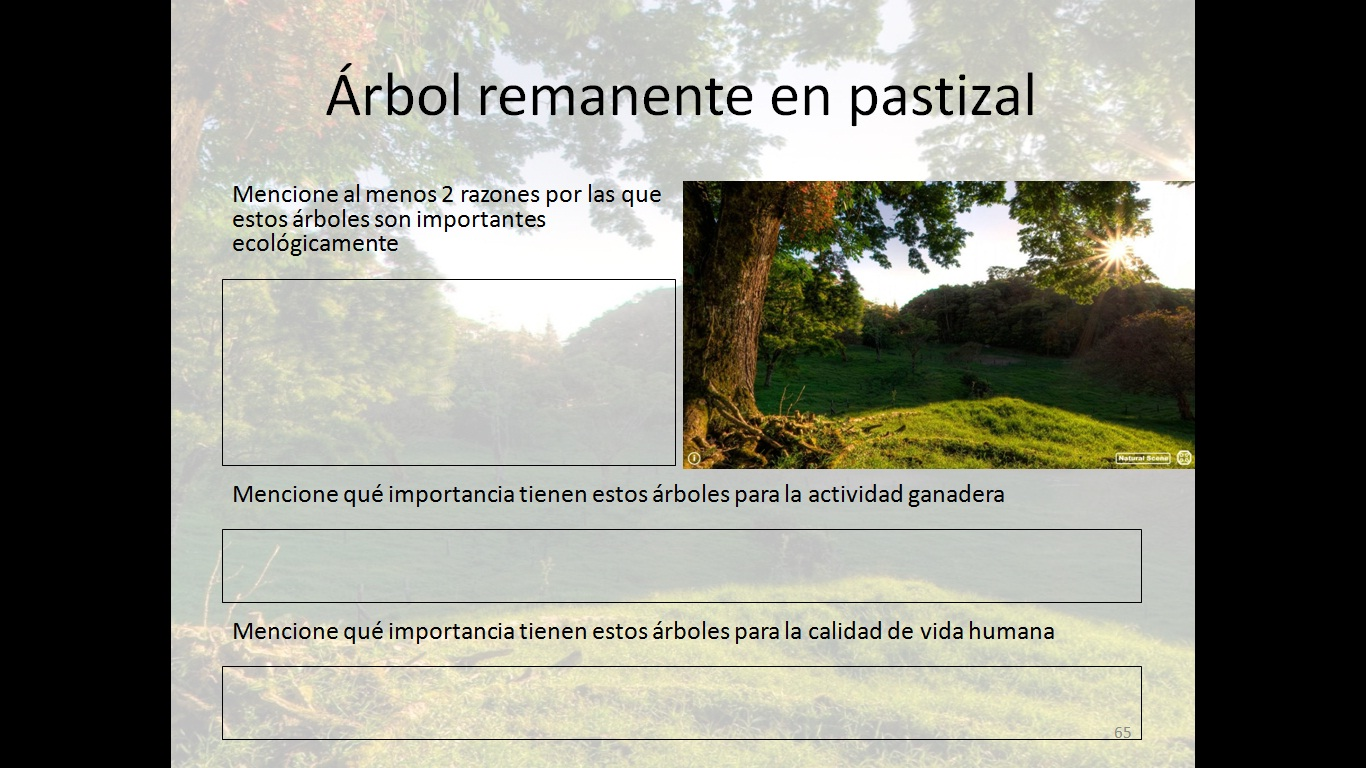 Árbol remanente en pastizal
Mencione al menos 2 razones por las que
estos árboles son importantes
ecológicamente
Natural Scene
Mencione qué importancia tienen estos árboles para la actividad ganadera
Mencione qué importancia tienen estos árboles para la calidad de vida humana
65